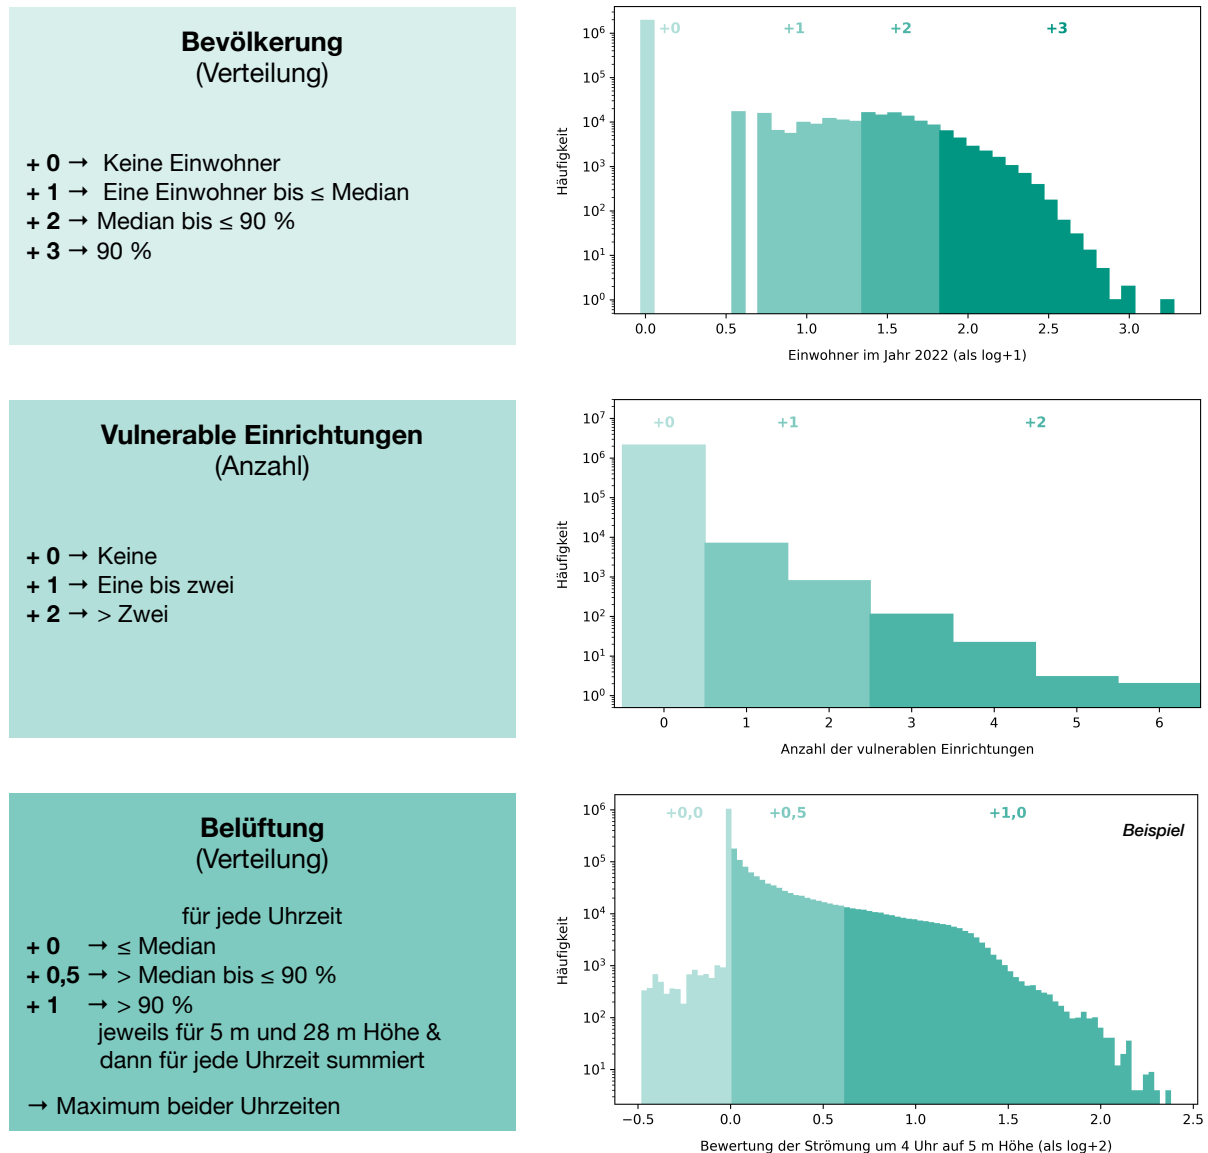 Bevölkerung
(Verteilung)
+ 0 → Keine Einwohner
+ 1 → Eine Einwohner bis ≤ Median
+ 2 → Median bis ≤ 90 %
+ 3 → 90 %
+0 +1 +2 +3
10⁶
10⁵
10⁴
10³
10²
10¹
10⁰
Häufigkeit
0.0 0.5 1.0 1.5 2.0 2.5 3.0
Einwohner im Jahr 2022 (als log+1)
Vulnerable Einrichtungen
(Anzahl)
+ 0 → Keine
+ 1 → Eine bis zwei
+ 2 → > Zwei
+0 +1 +2
10⁷
10⁶
10⁵
10⁴
10³
10²
10¹
10⁰
Häufigkeit
0 1 2 3 4 5 6
Anzahl der vulnerablen Einrichtungen
Belüftung
(Verteilung)
für jede Uhrzeit
+ 0 → ≤ Median
+ 0,5 → > Median bis ≤ 90 %
+ 1 → > 90 %
jeweils für 5 m und 28 m Höhe &
dann für jede Uhrzeit summiert
→ Maximum beider Uhrzeiten
+0,0 +0,5 +1,0
Beispiel
10⁶
10⁵
10⁴
10³
10²
10¹
Häufigkeit
−0.5 0.0 0.5 1.0 1.5 2.0 2.5
Bewertung der Strömung um 4 Uhr auf 5 m Höhe (als log+2)